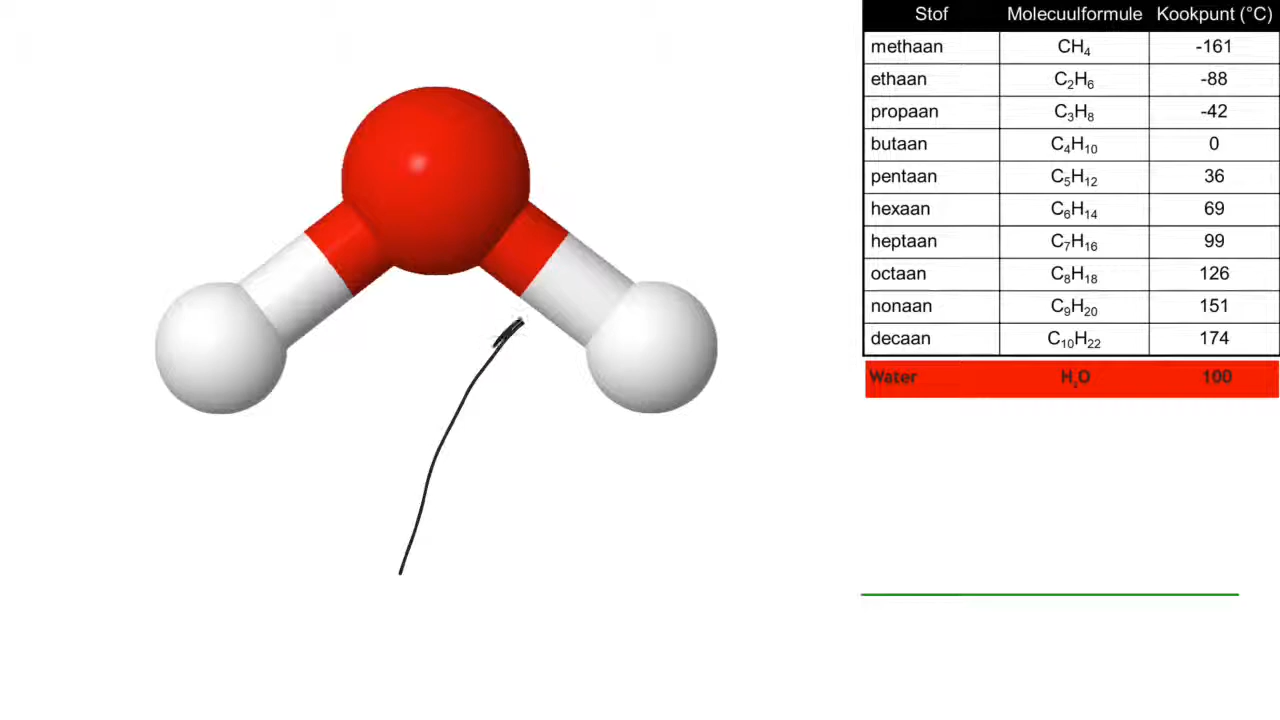 Stof Molecuulformule Kookpunt (°C)
methaan CH₄ -161
ethaan C₂H₆ -88
propaan C₃H₈ -42
butaan C₄H₁₀ 0
pentaan C₅H₁₂ 36
hexaan C₆H₁₄ 69
heptaan C₇H₁₆ 99
octaan C₈H₁₈ 126
nonaan C₉H₂₀ 151
decaan C₁₀H₂₂ 174
Water H₂O 100